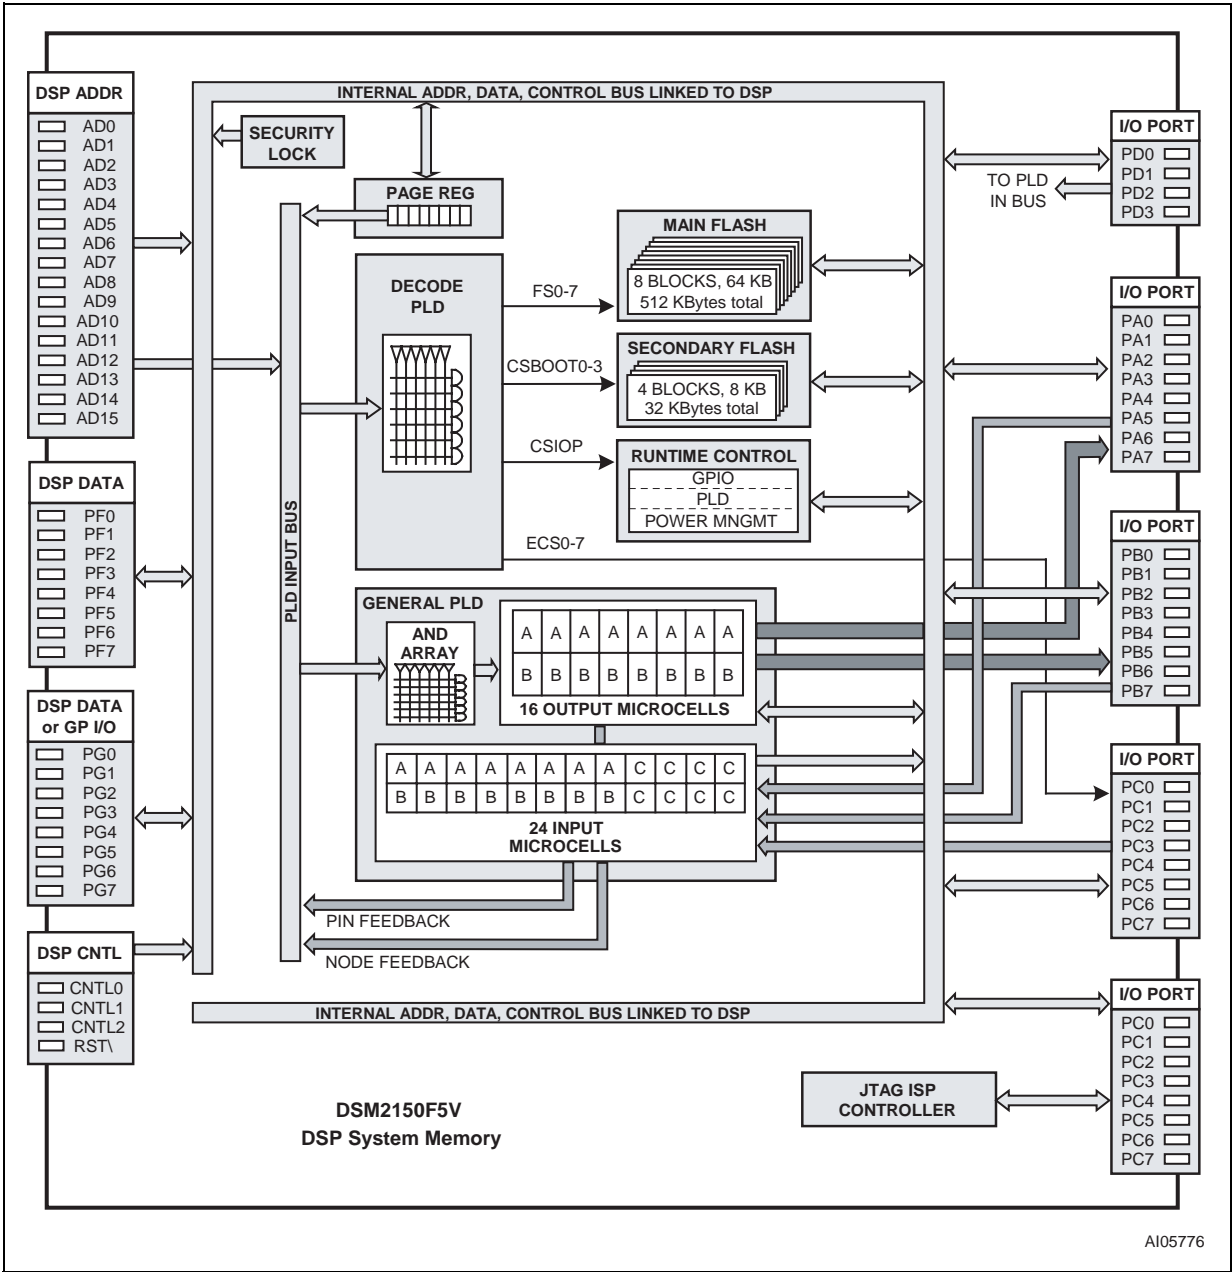 DSP ADDR
AD0
AD1
AD2
AD3
AD4
AD5
AD6
AD7
AD8
AD9
AD10
AD11
AD12
AD13
AD14
AD15
DSP DATA
PF0
PF1
PF2
PF3
PF4
PF5
PF6
PF7
DSP DATA
or GP I/O
PG0
PG1
PG2
PG3
PG4
PG5
PG6
PG7
DSP CNTL
CNTL0
CNTL1
CNTL2
RST\
INTERNAL ADDR, DATA, CONTROL BUS LINKED TO DSP
SECURITY
LOCK
PAGE REG
PLD INPUT BUS
DECODE
PLD
FS0-7
CSBOOT0-3
CSIOP
ECS0-7
MAIN FLASH
8 BLOCKS, 64 KB
512 KBytes total
SECONDARY FLASH
4 BLOCKS, 8 KB
32 KBytes total
RUNTIME CONTROL
GPIO
PLD
POWER MNGMT
GENERAL PLD
AND
ARRAY
A A A A A A A A
B B B B B B B B
16 OUTPUT MICROCELLS
A A A A A A A A C C C C
B B B B B B B B C C C C
24 INPUT
MICROCELLS
PIN FEEDBACK
NODE FEEDBACK
INTERNAL ADDR, DATA, CONTROL BUS LINKED TO DSP
I/O PORT
PD0
PD1
PD2
PD3
TO PLD
IN BUS
I/O PORT
PA0
PA1
PA2
PA3
PA4
PA5
PA6
PA7
I/O PORT
PB0
PB1
PB2
PB3
PB4
PB5
PB6
PB7
I/O PORT
PC0
PC1
PC2
PC3
PC4
PC5
PC6
PC7
I/O PORT
PC0
PC1
PC2
PC3
PC4
PC5
PC6
PC7
JTAG ISP
CONTROLLER
DSM2150F5V
DSP System Memory
AI05776